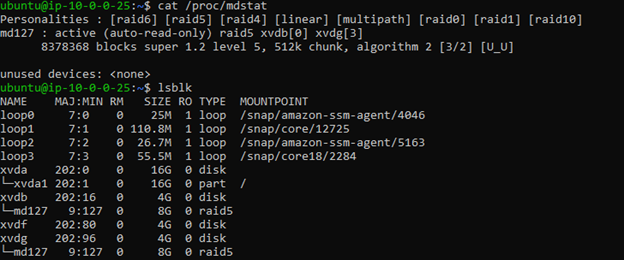 ubuntu@ip-10-0-0-25:~$ cat /proc/mdstat
Personalities : [raid6] [raid5] [raid4] [linear] [multipath] [raid0] [raid1] [raid10]
md127 : active (auto-read-only) raid5 xvdb[0] xvdg[3]
      8378368 blocks super 1.2 level 5, 512k chunk, algorithm 2 [3/2] [U_U]

unused devices: <none>
ubuntu@ip-10-0-0-25:~$ lsblk
NAME    MAJ:MIN RM   SIZE RO TYPE  MOUNTPOINT
loop0     7:0    0    25M  1 loop  /snap/amazon-ssm-agent/4046
loop1     7:1    0 110.8M  1 loop  /snap/core/12725
loop2     7:2    0  26.7M  1 loop  /snap/amazon-ssm-agent/5163
loop3     7:3    0  55.5M  1 loop  /snap/core18/2284
xvda    202:0    0    16G  0 disk
└─xvda1 202:1    0    16G  0 part  /
xvdb    202:16   0     4G  0 disk
└─md127   9:127  0     8G  0 raid5
xvdf    202:80   0     4G  0 disk
xvdg    202:96   0     4G  0 disk
└─md127   9:127  0     8G  0 raid5